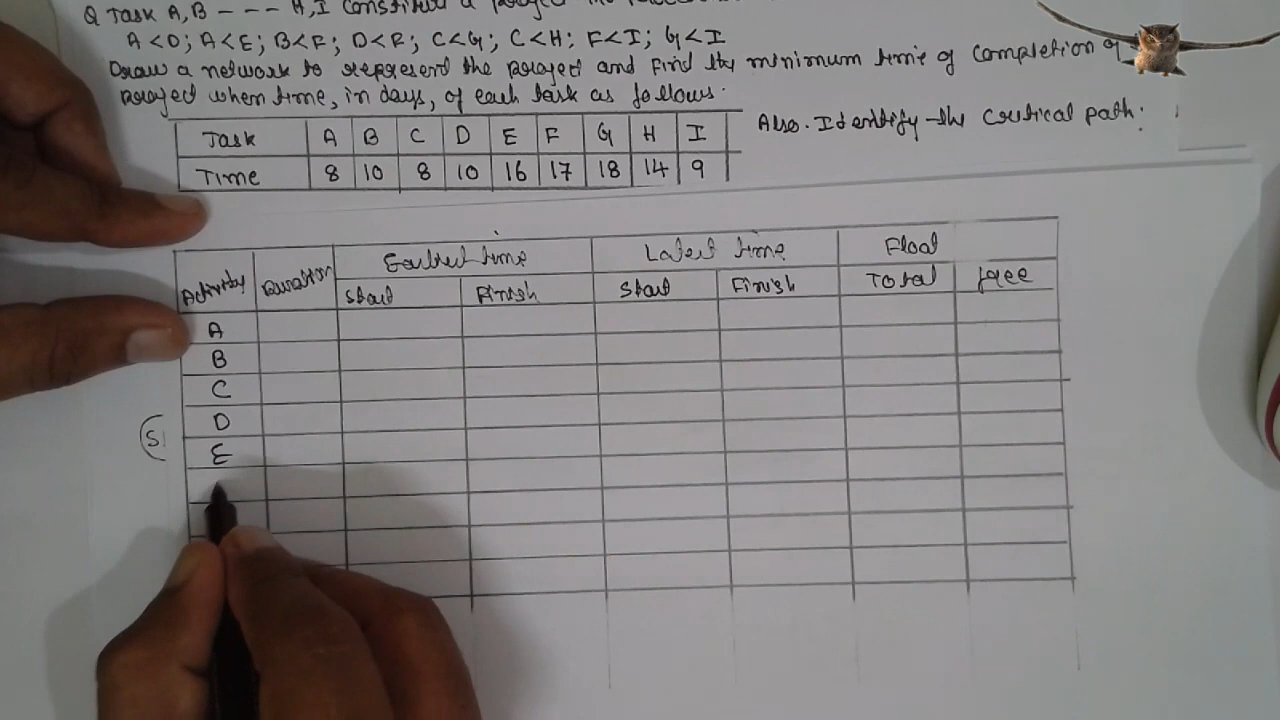 Q Task A, B --- H, I constitute a project
A<D; A<E; B<F; D<F; C<G; C<H; F<I; G<I
Draw a network to represent the project and find the minimum time of completion of
project when time, in days, of each task as follows.
Task A B C D E F G H I
Time 8 10 8 10 16 17 18 14 9
Also. Identify the critical path.
Activity Duration Earliest time Latest time Float
Start Finish Start Finish Total free
A
B
C
D
E